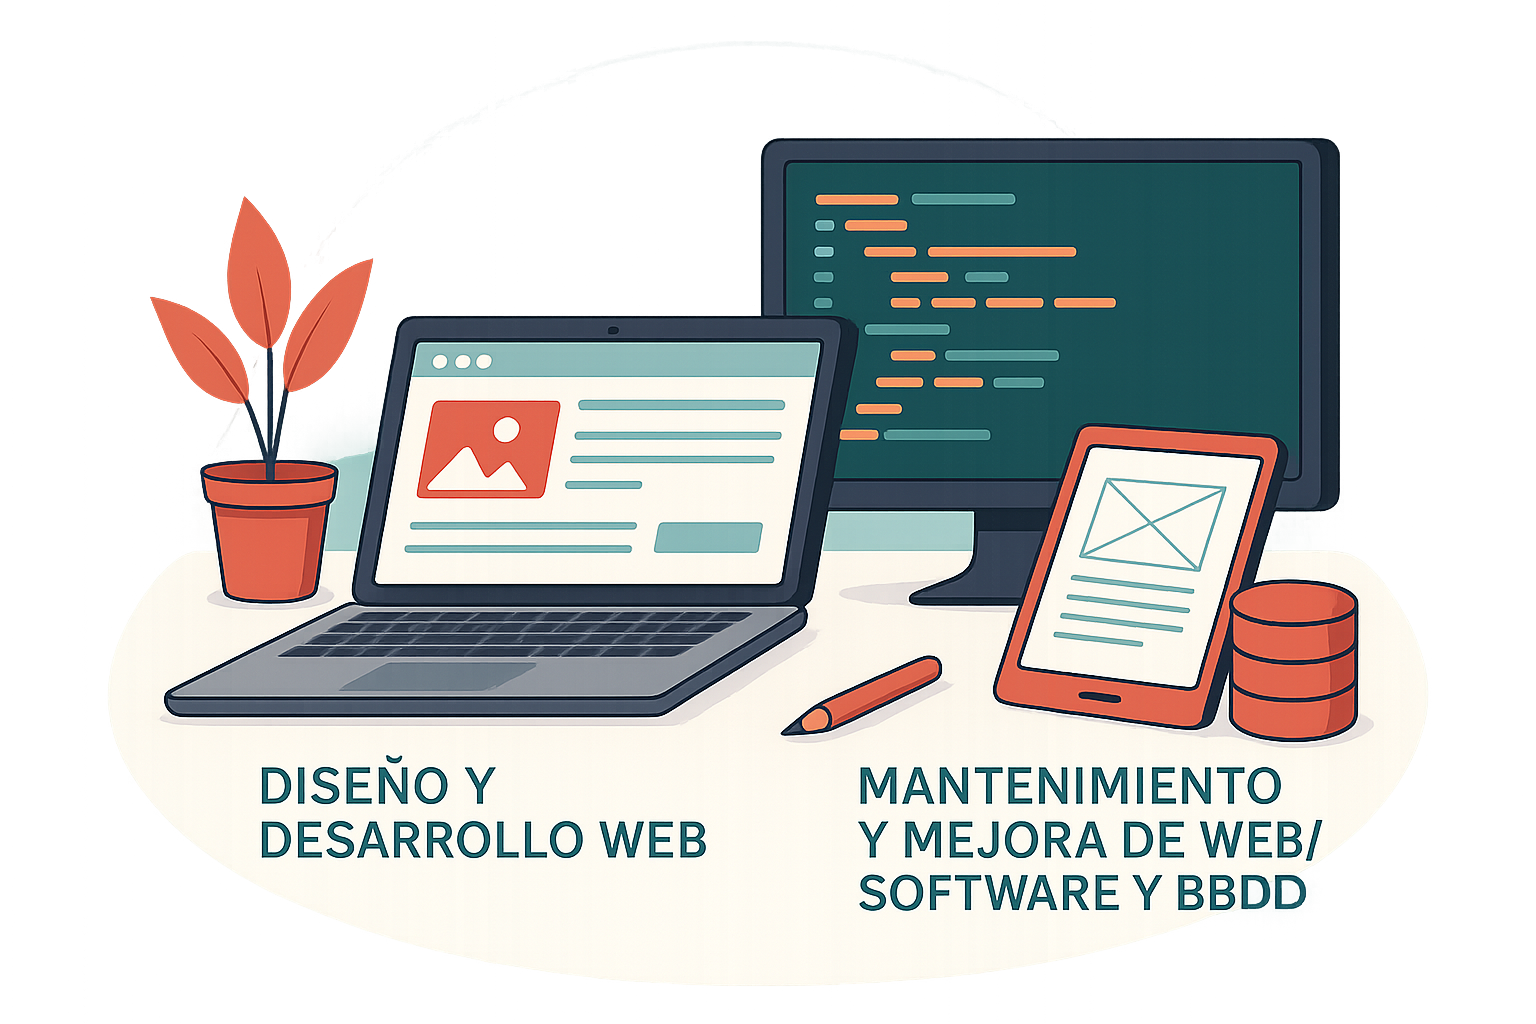 DISEÑO Y
DESARROLLO WEB
MANTENIMIENTO
Y MEJORA DE WEB/
SOFTWARE Y BBDD